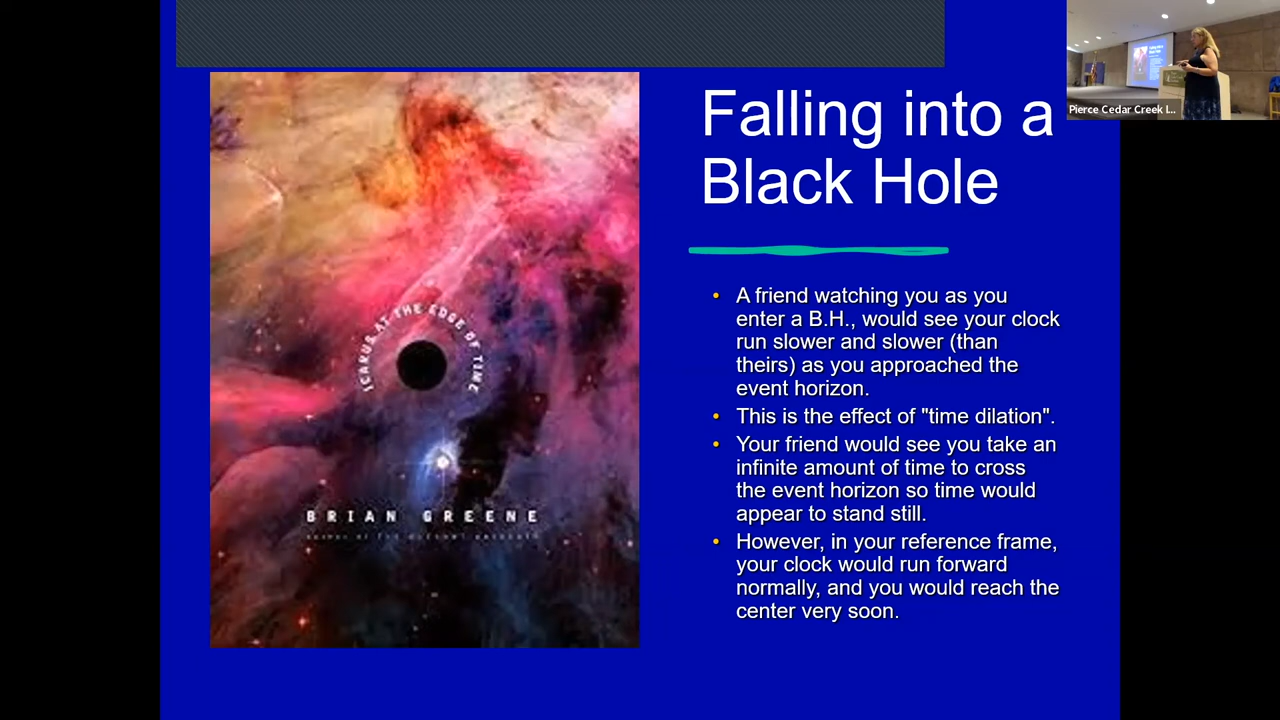 Falling into a
Black Hole
A friend watching you as you
enter a B.H., would see your clock
run slower and slower (than
theirs) as you approached the
event horizon.
This is the effect of "time dilation".
Your friend would see you take an
infinite amount of time to cross
the event horizon so time would
appear to stand still.
However, in your reference frame,
your clock would run forward
normally, and you would reach the
center very soon.
ICARUS AT THE EDGE OF TIME
BRIAN GREENE
Pierce Cedar Creek I...